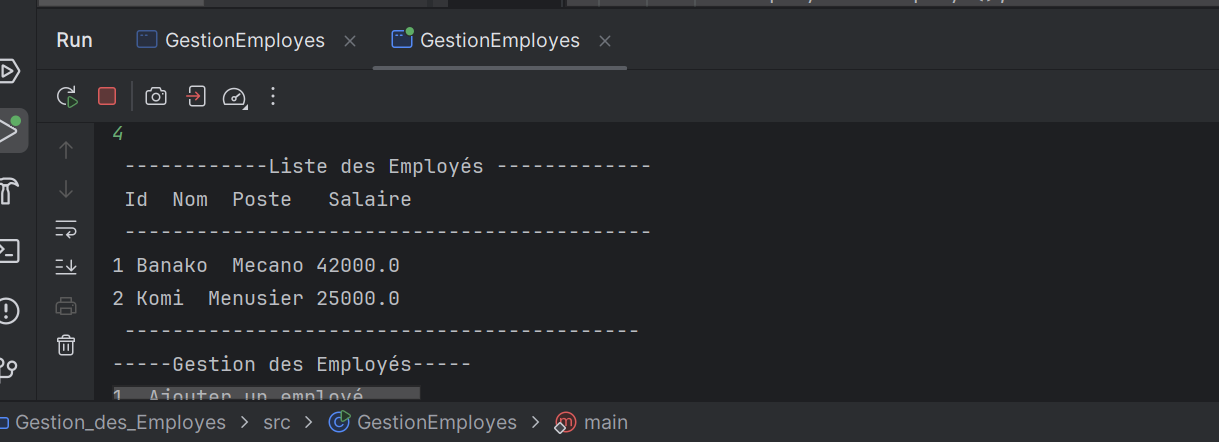 Run GestionEmployes GestionEmployes
4
------------Liste des Employés -------------
Id  Nom  Poste   Salaire
--------------------------------------------
1 Banako  Mecano 42000.0
2 Komi  Menusier 25000.0
-------------------------------------------
-----Gestion des Employés-----
1  Ajouter un employé
Gestion_des_Employes > src > GestionEmployes > main